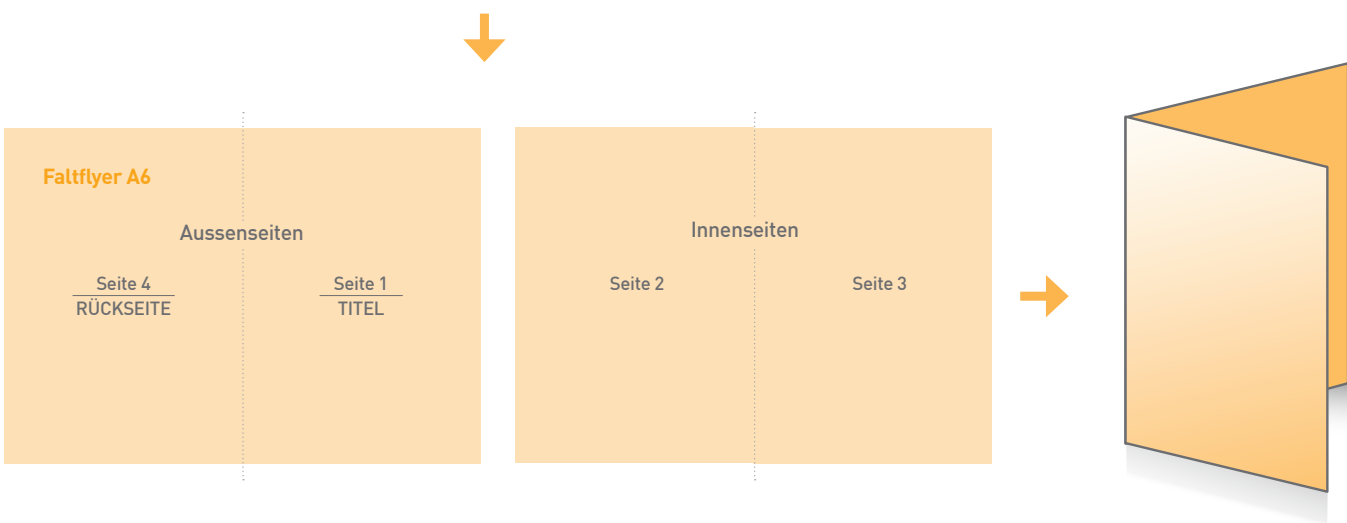 Faltflyer A6
Aussenseiten
Seite 4
RÜCKSEITE
Seite 1
TITEL
Innenseiten
Seite 2
Seite 3